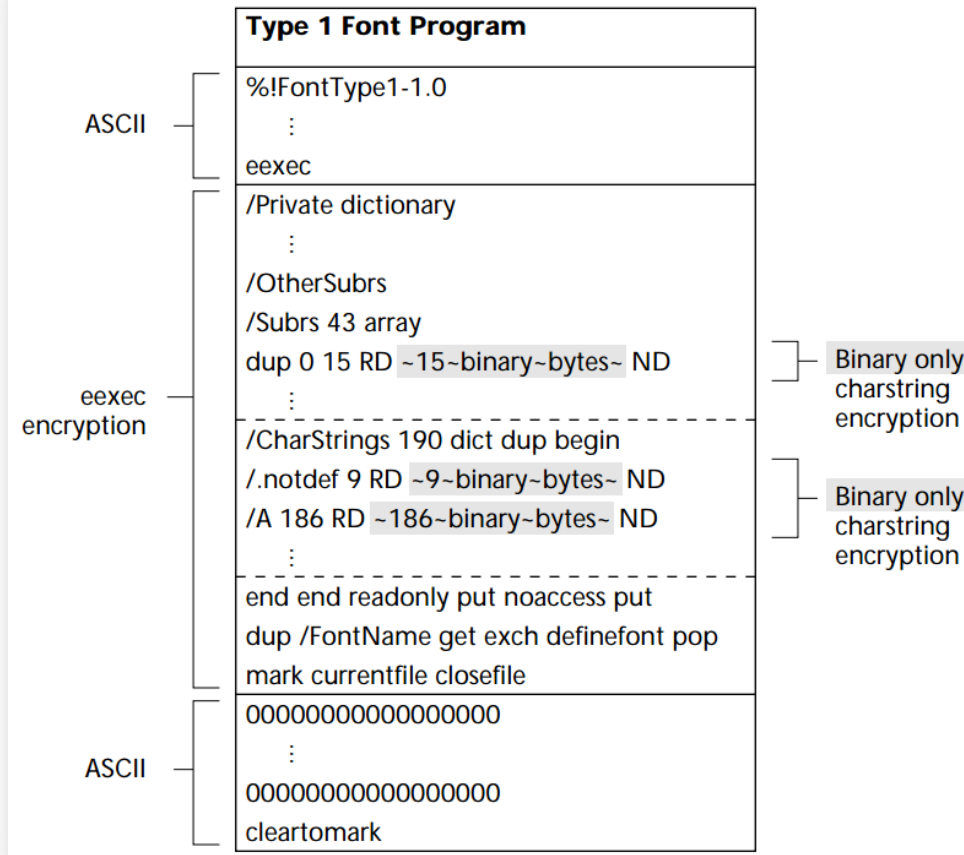 Type 1 Font Program
%!FontType1-1.0
⋮
eexec
ASCII
/Private dictionary
⋮
/OtherSubrs
/Subrs 43 array
dup 0 15 RD ~15~binary~bytes~ ND
⋮
/CharStrings 190 dict dup begin
/.notdef 9 RD ~9~binary~bytes~ ND
/A 186 RD ~186~binary~bytes~ ND
⋮
end end readonly put noaccess put
dup /FontName get exch definefont pop
mark currentfile closefile
eexec
encryption
Binary only
charstring
encryption
Binary only
charstring
encryption
00000000000000000
⋮
00000000000000000
cleartomark
ASCII